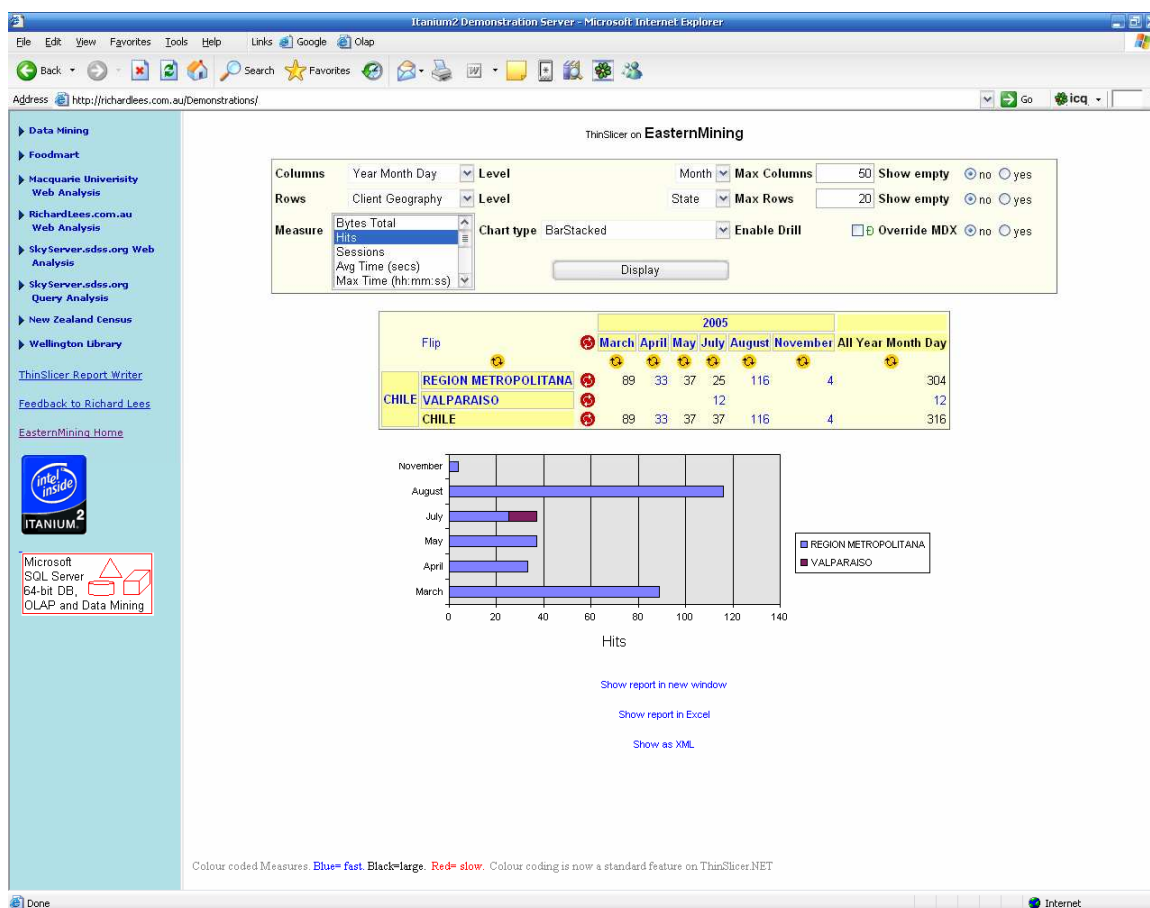 Itanium2 Demonstration Server - Microsoft Internet Explorer
File Edit View Favorites Tools Help Links Google Olap
Back Search Favorites
Address http://richardlees.com.au/Demonstrations/ Go icq
Data Mining
Foodmart
Macquarie Univerisity
Web Analysis
RichardLees.com.au
Web Analysis
SkyServer.sdss.org Web
Analysis
SkyServer.sdss.org
Query Analysis
New Zealand Census
Wellington Library
ThinSlicer Report Writer
Feedback to Richard Lees
EasternMining Home
intel inside
ITANIUM 2
Microsoft
SQL Server
64-bit DB,
OLAP and Data Mining
ThinSlicer on EasternMining
Columns Year Month Day Level Month Max Columns 50 Show empty no yes
Rows Client Geography Level State Max Rows 20 Show empty no yes
Measure Bytes Total
Hits
Sessions
Avg Time (secs)
Max Time (hh:mm:ss)
Chart type BarStacked Enable Drill Override MDX no yes
Display
2005
Flip March April May July August November All Year Month Day
CHILE REGION METROPOLITANA 89 33 37 25 116 4 304
VALPARAISO 12 12
CHILE 89 33 37 37 116 4 316
November
August
July
May
April
March
0 20 40 60 80 100 120 140
Hits
REGION METROPOLITANA
VALPARAISO
Show report in new window
Show report in Excel
Show as XML
Colour coded Measures. Blue= fast. Black=large. Red= slow. Colour coding is now a standard feature on ThinSlicer.NET
Done Internet